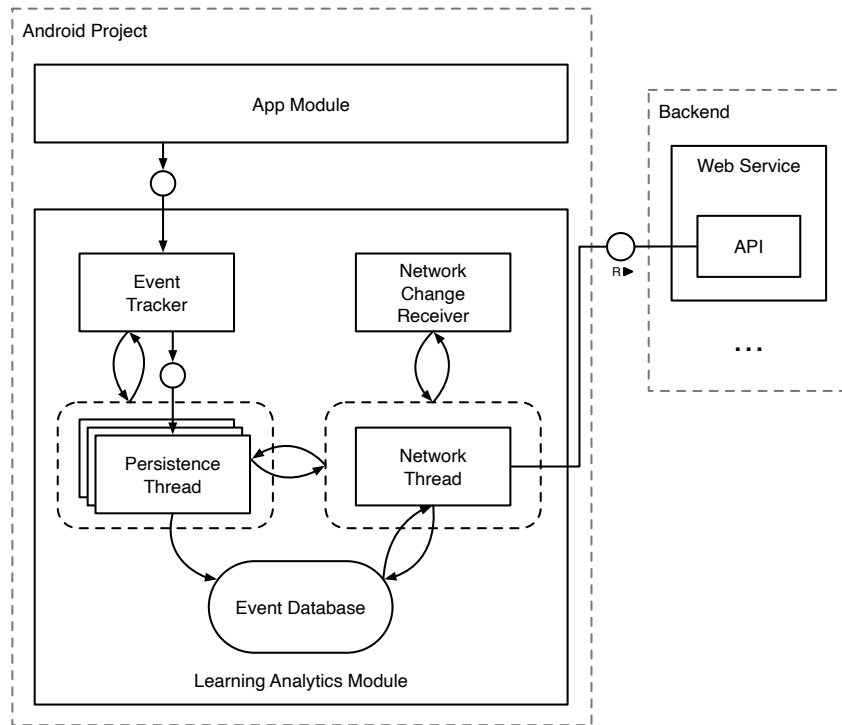 Android Project
App Module
Backend
Web Service
API
R
Event
Tracker
Network
Change
Receiver
...
Persistence
Thread
Network
Thread
Event Database
Learning Analytics Module